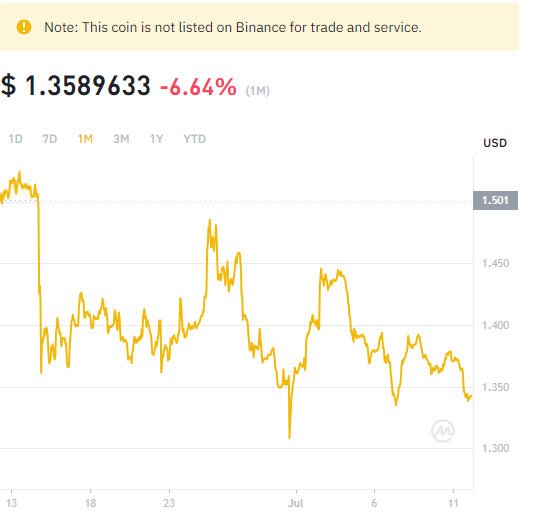 Note: This coin is not listed on Binance for trade and service.
$ 1.3589633 -6.64% (1M)
1D 7D 1M 3M 1Y YTD
USD
1.501
1.450
1.400
1.350
1.300
13 18 23 Jul 6 11